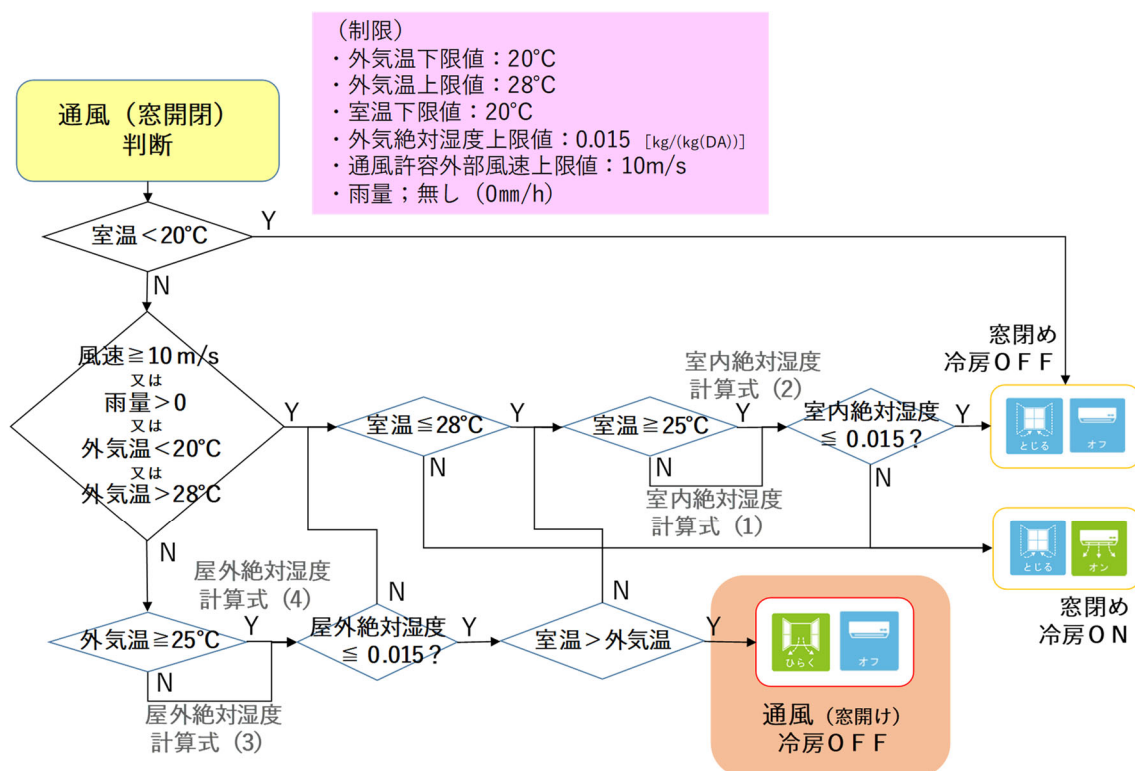 （制限）
・外気温下限値：20℃
・外気温上限値：28℃
・室温下限値：20℃
・外気絶対湿度上限値：0.015 [kg/(kg(DA))]
・通風許容外部風速上限値：10m/s
・雨量；無し（0mm/h）
通風（窓開閉）
判断
室温＜20℃
Y
N
風速≧10 m/s
又は
雨量＞0
又は
外気温＜20℃
又は
外気温＞28℃
Y
N
室温≦28℃
Y
N
室温≧25℃
Y
N
室内絶対湿度
計算式（2）
室内絶対湿度
計算式（1）
室内絶対湿度
≦ 0.015？
Y
N
窓閉め
冷房ＯＦＦ
とじる
オフ
とじる
オン
窓閉め
冷房ＯＮ
屋外絶対湿度
計算式（4）
外気温≧25℃
Y
N
屋外絶対湿度
計算式（3）
屋外絶対湿度
≦ 0.015？
N
Y
室温＞外気温
N
Y
ひらく
オフ
通風（窓開け）
冷房ＯＦＦ